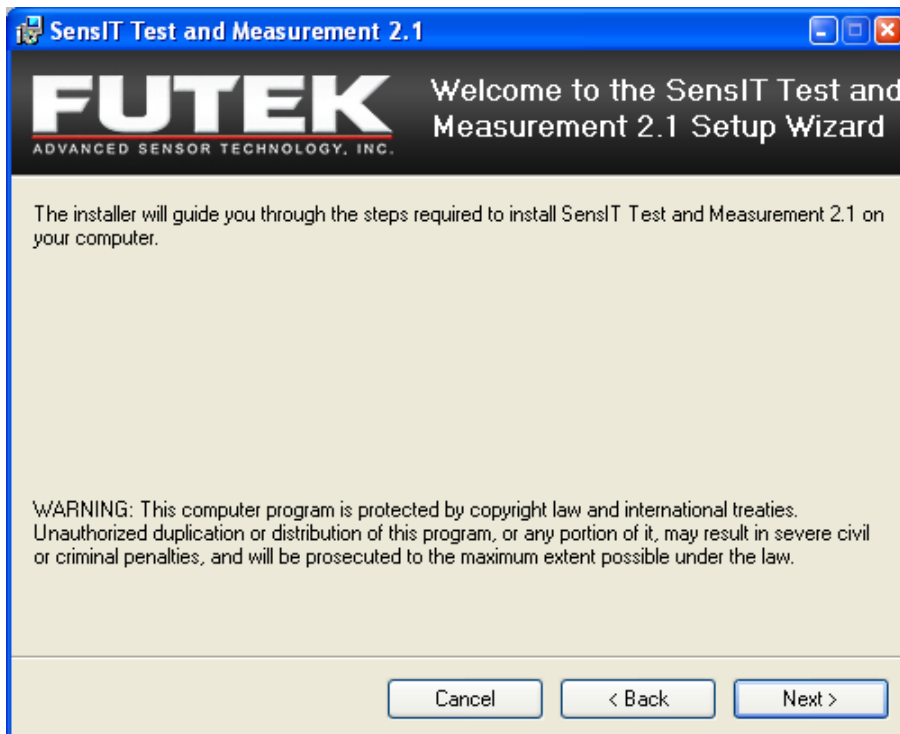 SensIT Test and Measurement 2.1
FUTEK
ADVANCED SENSOR TECHNOLOGY, INC.
Welcome to the SensIT Test and
Measurement 2.1 Setup Wizard
The installer will guide you through the steps required to install SensIT Test and Measurement 2.1 on
your computer.
WARNING: This computer program is protected by copyright law and international treaties.
Unauthorized duplication or distribution of this program, or any portion of it, may result in severe civil
or criminal penalties, and will be prosecuted to the maximum extent possible under the law.
Cancel
< Back
Next >